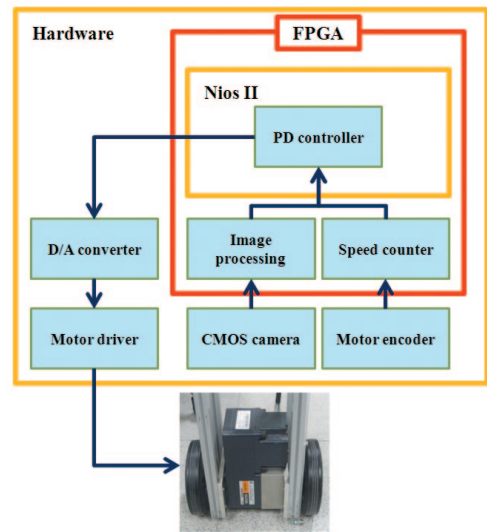 Hardware
FPGA
Nios II
PD controller
D/A converter
Image
processing
Speed counter
Motor driver
CMOS camera
Motor encoder